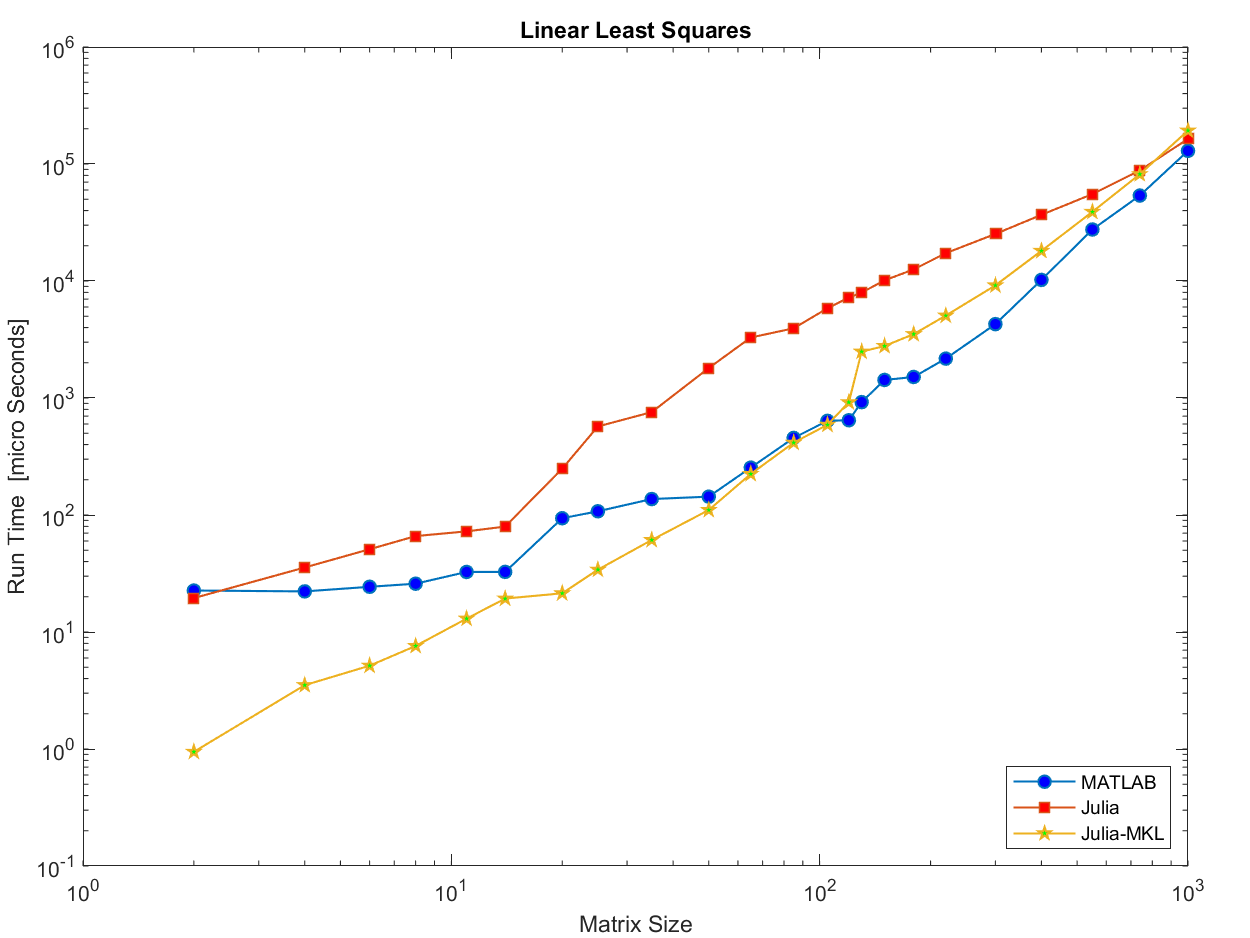 Linear Least Squares
10^6
10^5
10^4
10^3
10^2
10^1
10^0
10^-1
Run Time [micro Seconds]
10^0 10^1 10^2 10^3
Matrix Size
MATLAB
Julia
Julia-MKL